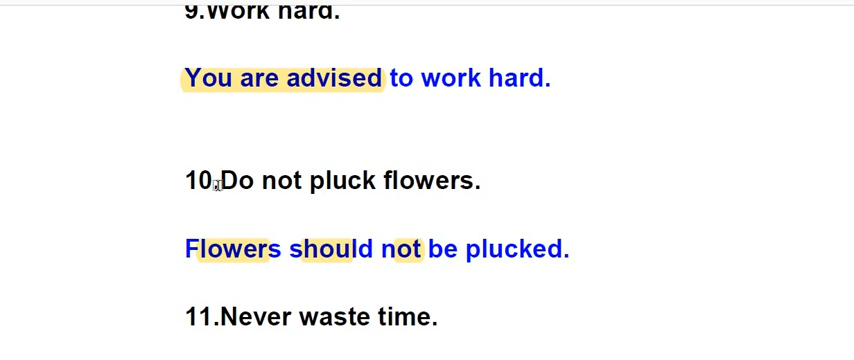 9.Work hard.
You are advised to work hard.
10.Do not pluck flowers.
Flowers should not be plucked.
11.Never waste time.